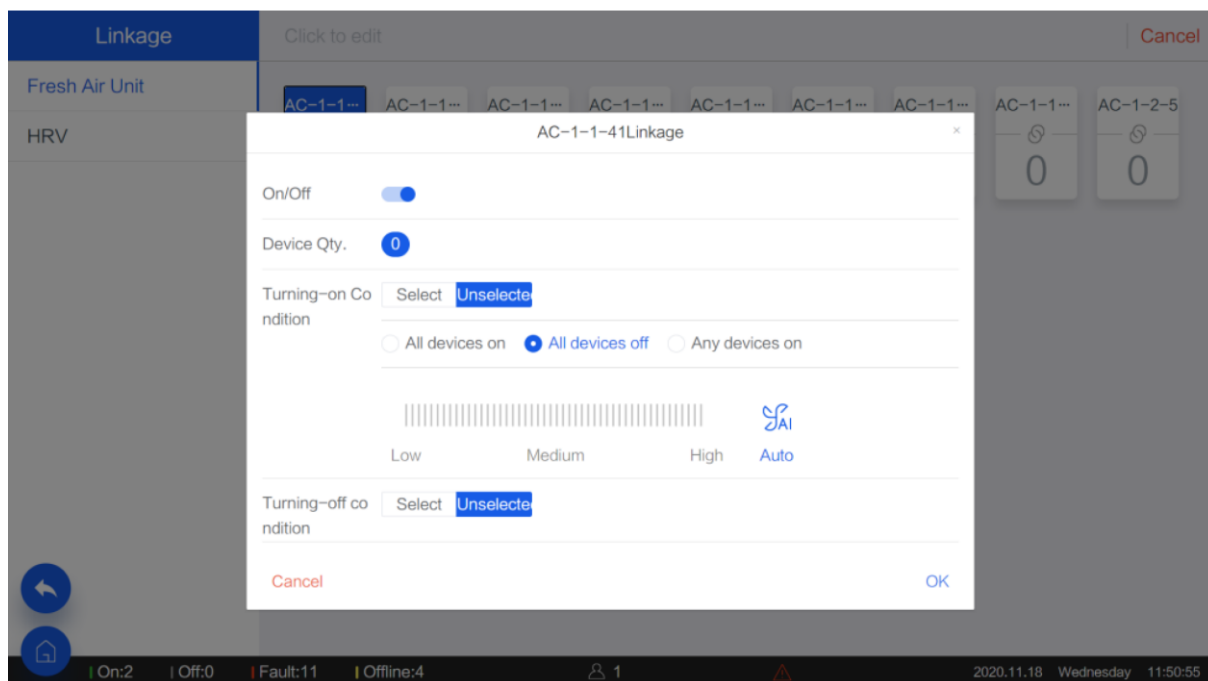 Linkage
Click to edit
Cancel
Fresh Air Unit
HRV
AC-1-1··· AC-1-1··· AC-1-1··· AC-1-1··· AC-1-1··· AC-1-1··· AC-1-1··· AC-1-1··· AC-1-2-5
0 0
AC-1-1-41Linkage ×
On/Off
Device Qty. 0
Turning-on Co
ndition
Select Unselecte
All devices on All devices off Any devices on
AI
Low Medium High Auto
Turning-off co
ndition
Select Unselecte
Cancel OK
On:2 Off:0 Fault:11 Offline:4 1 2020.11.18 Wednesday 11:50:55